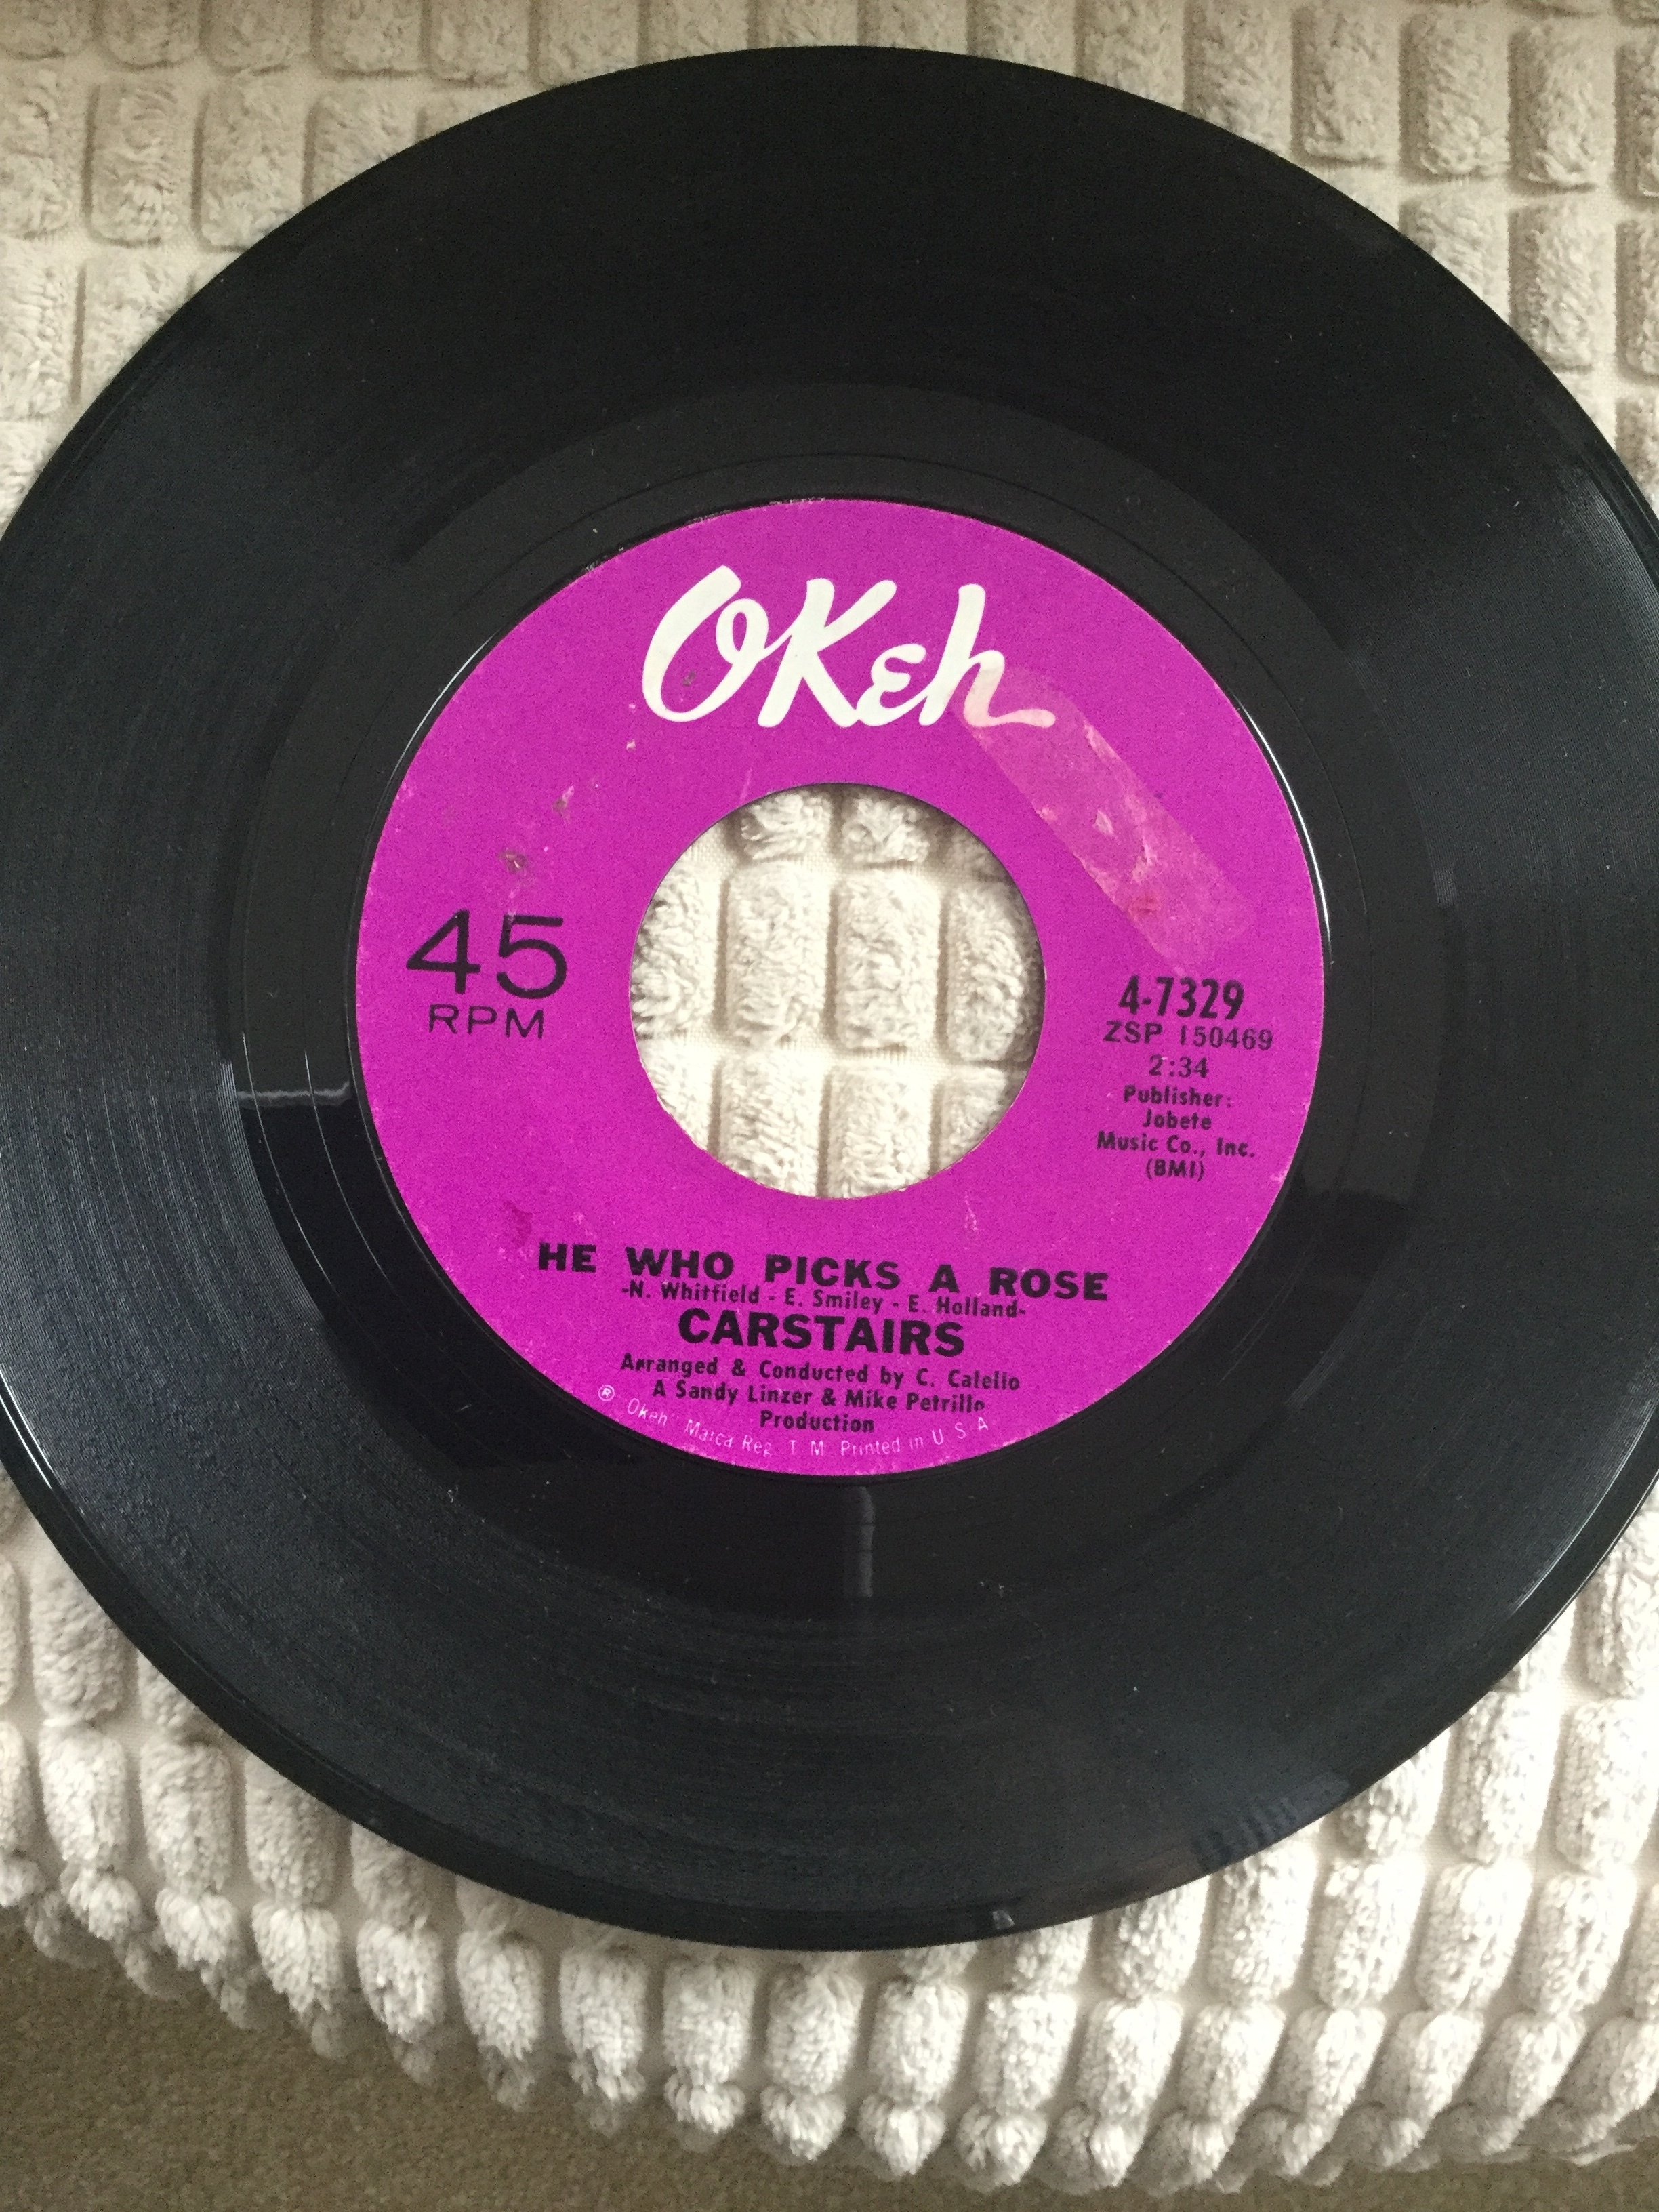 OKeh
45
RPM
4-7329
ZSP 150469
2:34
Publisher:
Jobete
Music Co., Inc.
(BMI)
HE WHO PICKS A ROSE
-N. Whitfield - E. Smiley - E. Holland-
CARSTAIRS
Arranged & Conducted by C. Calello
A Sandy Linzer & Mike Petrillo
Production
® "Okeh" Marca Reg. T. M. Printed in U S A